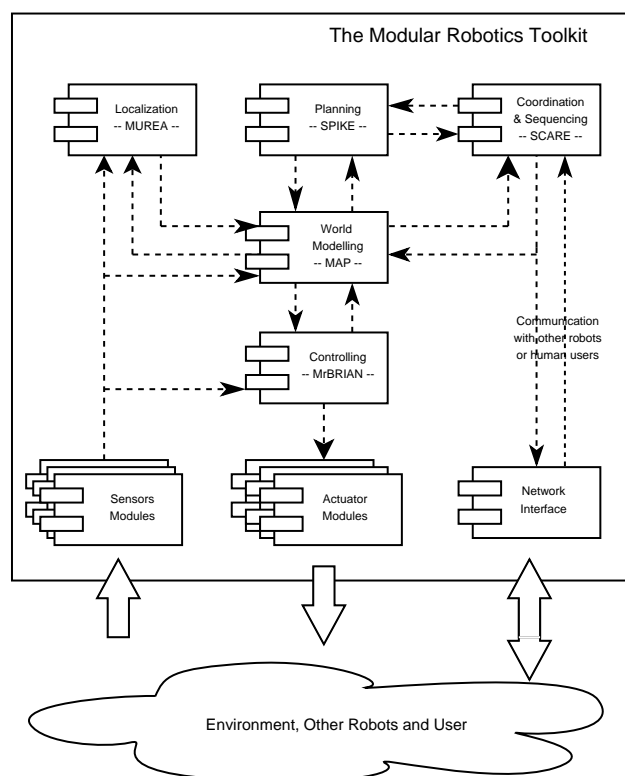 The Modular Robotics Toolkit
Localization
-- MUREA --
Planning
-- SPIKE --
Coordination
& Sequencing
-- SCARE --
World
Modelling
-- MAP --
Communication
with other robots
or human users
Controlling
-- MrBRIAN --
Sensors
Modules
Actuator
Modules
Network
Interface
Environment, Other Robots and User